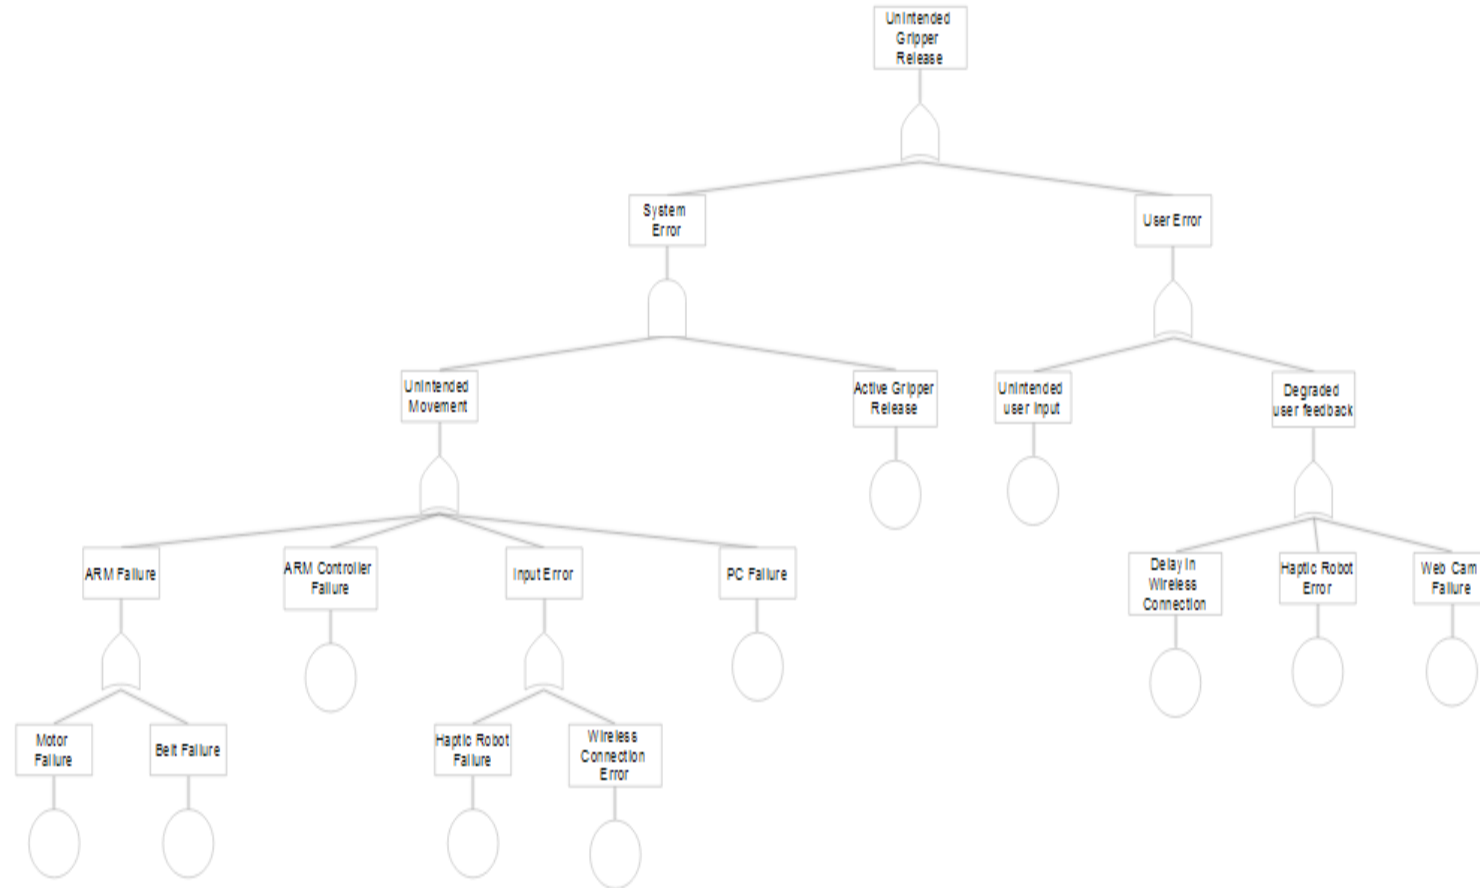 Unintended
Gripper
Release
System
Error
User Error
Unintended
Movement
Active Gripper
Release
Unintended
user input
Degraded
user feedback
ARM Failure
ARM Controller
Failure
Input Error
PC Failure
Delay in
Wireless
Connection
Haptic Robot
Error
Web Cam
Failure
Motor
Failure
Belt Failure
Haptic Robot
Failure
Wireless
Connection
Error